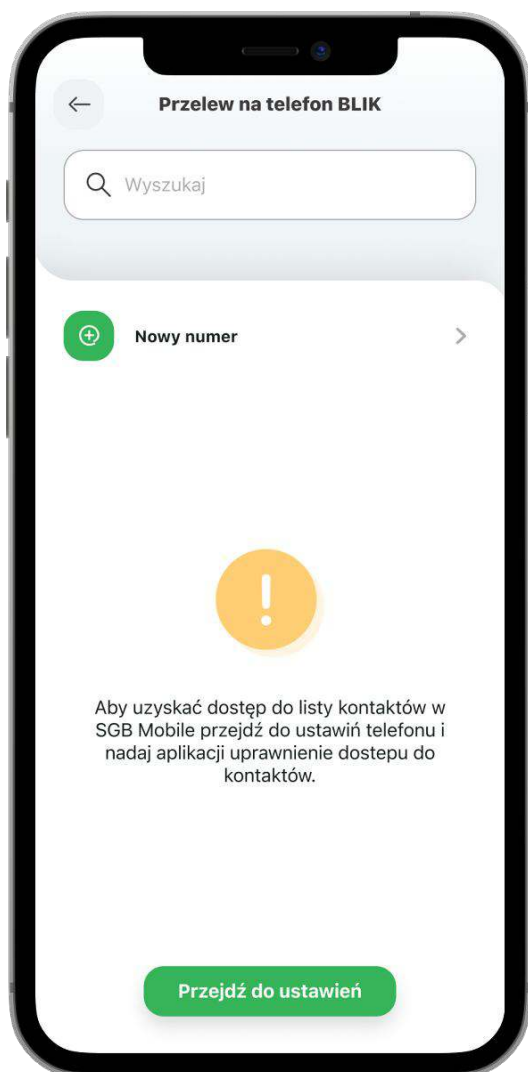 Przelew na telefon BLIK
Wyszukaj
Nowy numer
Aby uzyskać dostęp do listy kontaktów w
SGB Mobile przejdź do ustawień telefonu i
nadaj aplikacji uprawnienie dostepu do
kontaktów.
Przejdź do ustawień